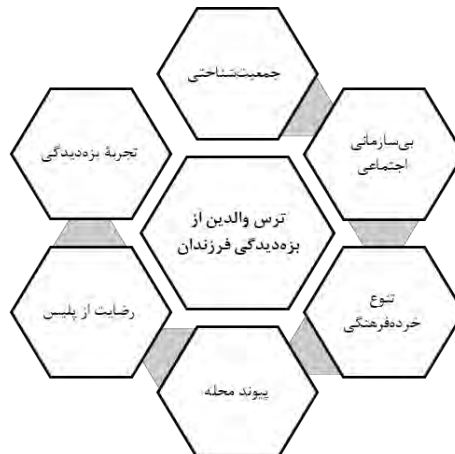 جمعیت‌شناختی
بی‌سازمانی
اجتماعی
تجربهٔ بزه‌دیدگی
ترس والدین از
بزه‌دیدگی فرزندان
تنوع
خرده‌فرهنگی
رضایت از پلیس
پیوند محله